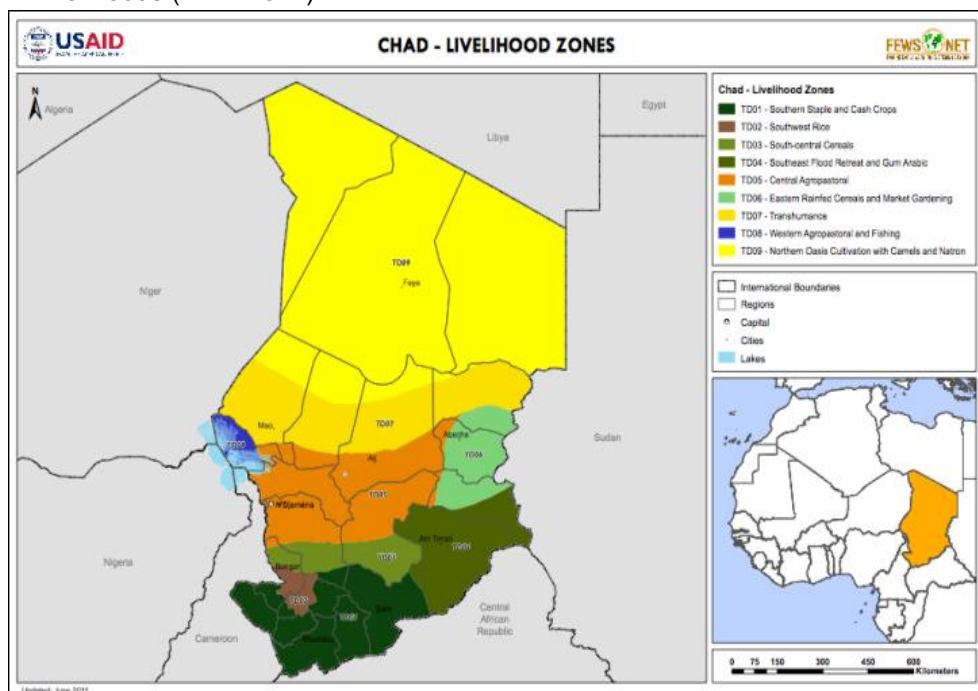 USAID
CHAD - LIVELIHOOD ZONES
FEWS NET
N
Algeria
Libya
Egypt
Niger
Sudan
Nigeria
Cameroon
Central
African
Republic
TD09
Faya
Mao
TD07
Abeche
TD06
TD08
Ati
TD05
N'Djamena
Am Timan
TD04
TD03
Bongor
TD02
Sarr
TD01
Chad - Livelihood Zones
TD01 - Southern Staple and Cash Crops
TD02 - Southwest Rice
TD03 - South-central Cereals
TD04 - Southeast Flood Retreat and Gum Arabic
TD05 - Central Agropastoral
TD06 - Eastern Rainfed Cereals and Market Gardening
TD07 - Transhumance
TD08 - Western Agropastoral and Fishing
TD09 - Northern Oasis Cultivation with Camels and Natron
International Boundaries
Regions
Capital
Cities
Lakes
0 75 150 300 450 600
Kilometers